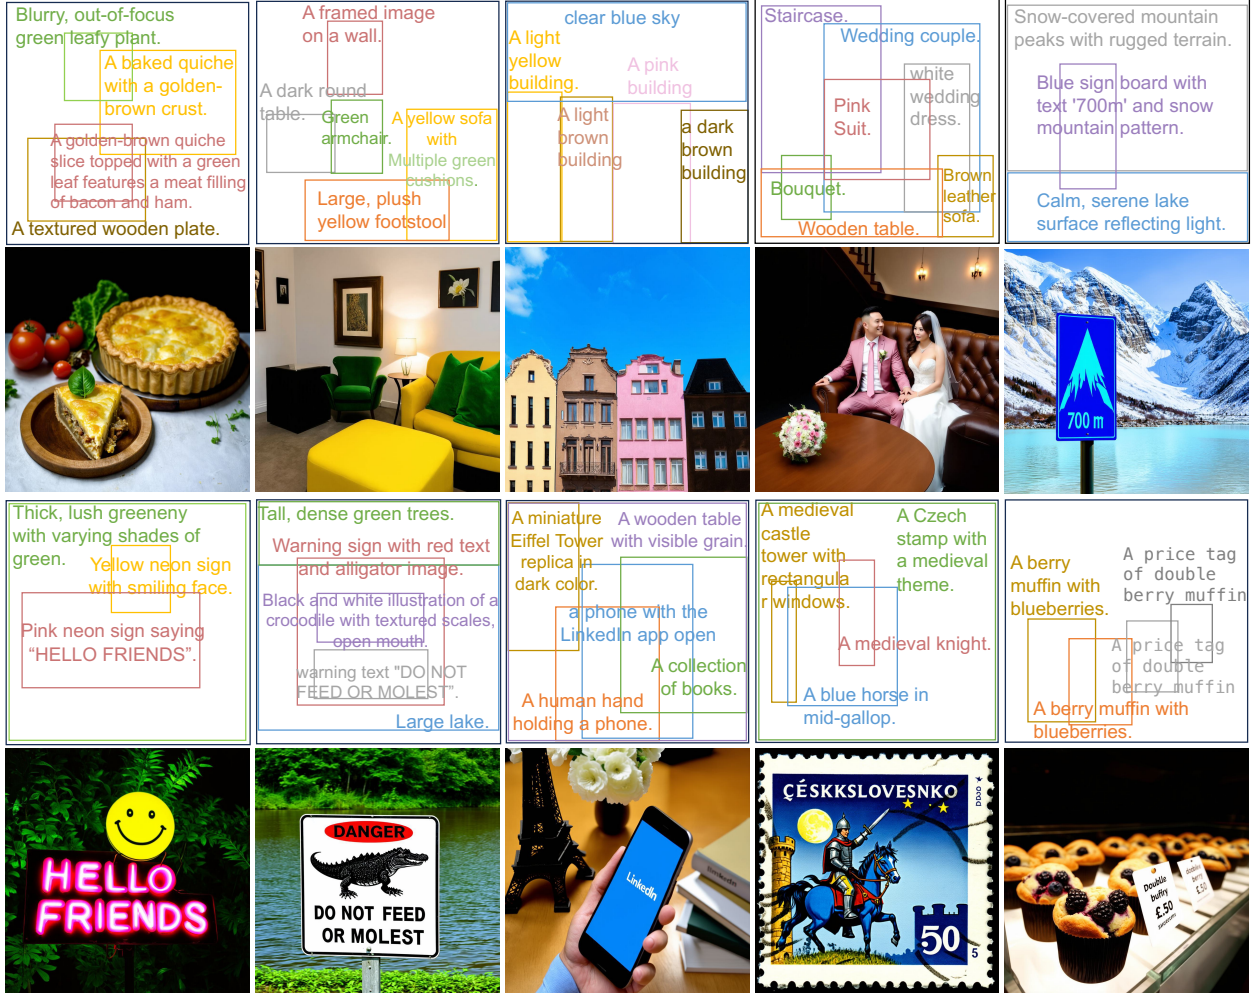 Blurry, out-of-focus
green leafy plant.
A baked quiche
with a golden-
brown crust.
A golden-brown quiche
slice topped with a green
leaf features a meat filling
of bacon and ham.
A textured wooden plate.
A framed image
on a wall.
A dark round
table.
Green
armchair.
A yellow sofa
with
Multiple green
cushions.
Large, plush
yellow footstool
clear blue sky
A light
yellow
building.
A pink
building
A light
brown
building
a dark
brown
building
Staircase.
Wedding couple.
white
wedding
dress.
Pink
Suit.
Bouquet.
Brown
leather
sofa.
Wooden table.
Snow-covered mountain
peaks with rugged terrain.
Blue sign board with
text '700m' and snow
mountain pattern.
Calm, serene lake
surface reflecting light.
700 m
Thick, lush greeneny
with varying shades of
green.
Yellow neon sign
with smiling face.
Pink neon sign saying
“HELLO FRIENDS”.
Tall, dense green trees.
Warning sign with red text
and alligator image.
Black and white illustration of a
crocodile with textured scales,
open mouth.
warning text "DO NOT
FEED OR MOLEST”.
Large lake.
A miniature
Eiffel Tower
replica in
dark color.
A wooden table
with visible grain.
a phone with the
LinkedIn app open
A collection
of books.
A human hand
holding a phone.
A medieval
castle
tower with
rectangula
r windows.
A Czech
stamp with
a medieval
theme.
A medieval knight.
A blue horse in
mid-gallop.
A berry
muffin with
blueberries.
A price tag
of double
berry muffin
A price tag
of double
berry muffin
A berry muffin with
blueberries.
HELLO
FRIENDS
DANGER
DO NOT FEED
OR MOLEST
LinkedIn
ÇÉSKKSLOVESNKO
50
5
Doublle
buffry
£.50